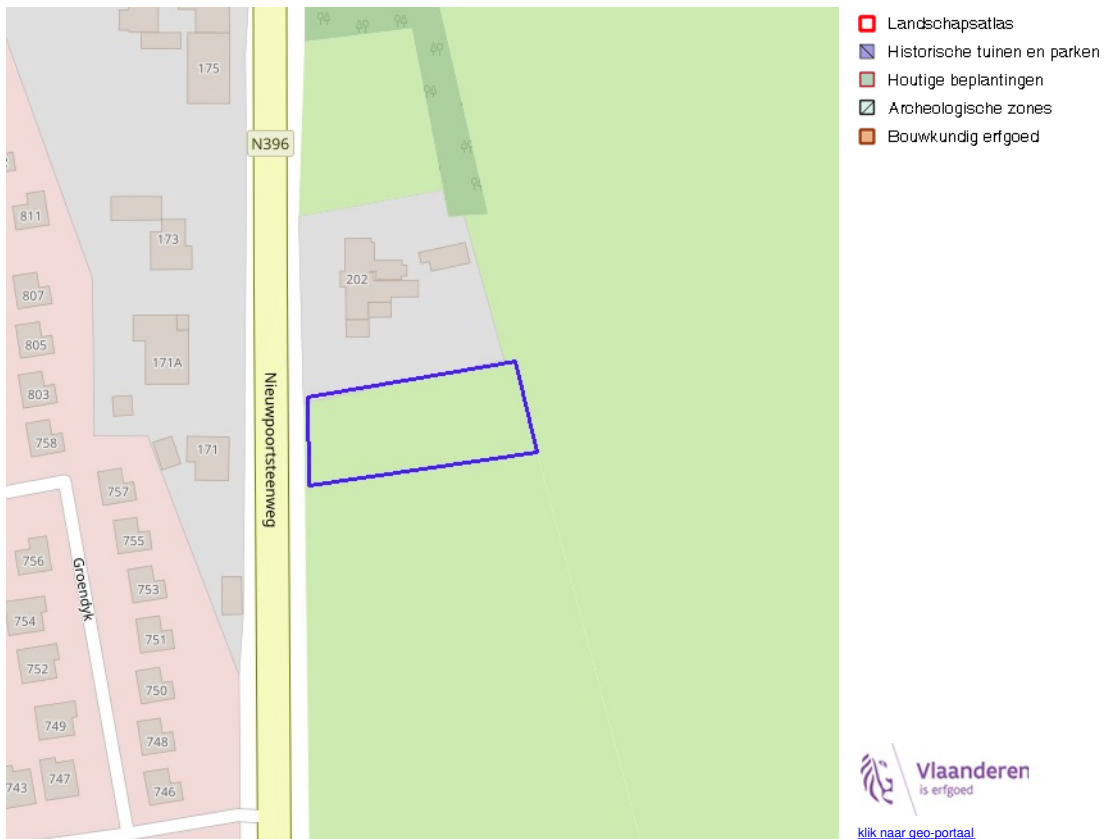 Landschapsatlas
Historische tuinen en parken
Houtige beplantingen
Archeologische zones
Bouwkundig erfgoed
175
N396
811
173
202
807
805
171A
803
758
171
Nieuwpoortsteenweg
757
755
756
Groendyk
753
754
751
752
750
749
748
747
743
746
Vlaanderen
is erfgoed
klik naar geo-portaal